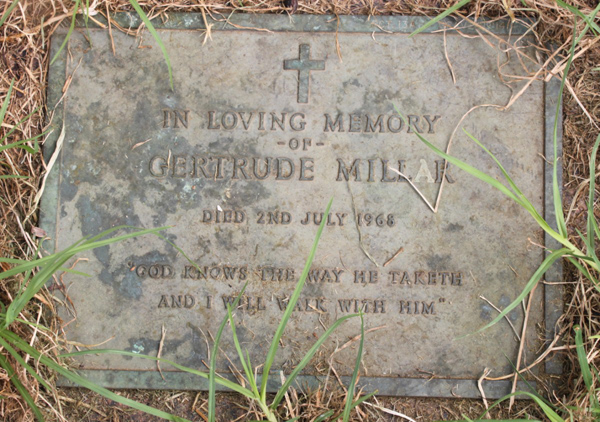 IN LOVING MEMORY
-OF-
GERTRUDE MILLAR
DIED 2ND JULY 1968
"GOD KNOWS THE WAY HE TAKETH
AND I WILL WALK WITH HIM"